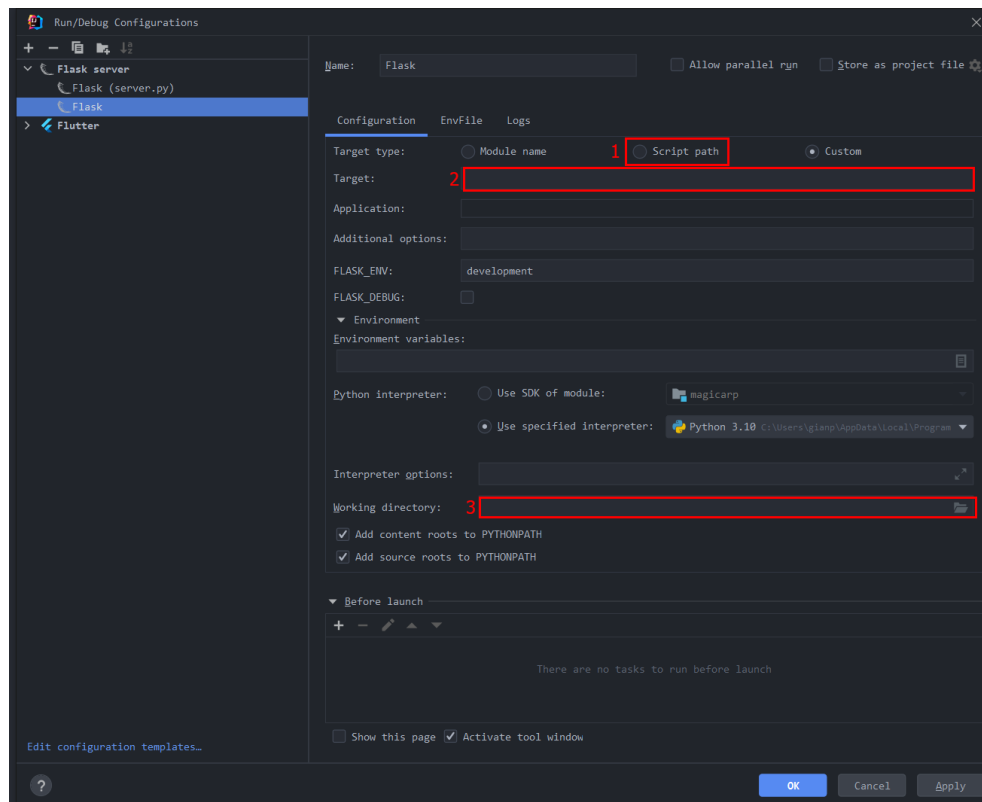 Run/Debug Configurations
Flask server
Flask (server.py)
Flask
Flutter
Edit configuration templates…
Name: Flask Allow parallel run Store as project file
Configuration EnvFile Logs
Target type: Module name 1 Script path Custom
Target: 2
Application:
Additional options:
FLASK_ENV: development
FLASK_DEBUG:
Environment
Environment variables:
Python interpreter: Use SDK of module: magicarp
Use specified interpreter: Python 3.10 C:\Users\gianp\AppData\Local\Program
Interpreter options:
Working directory: 3
Add content roots to PYTHONPATH
Add source roots to PYTHONPATH
Before launch
There are no tasks to run before launch
Show this page Activate tool window
? OK Cancel Apply